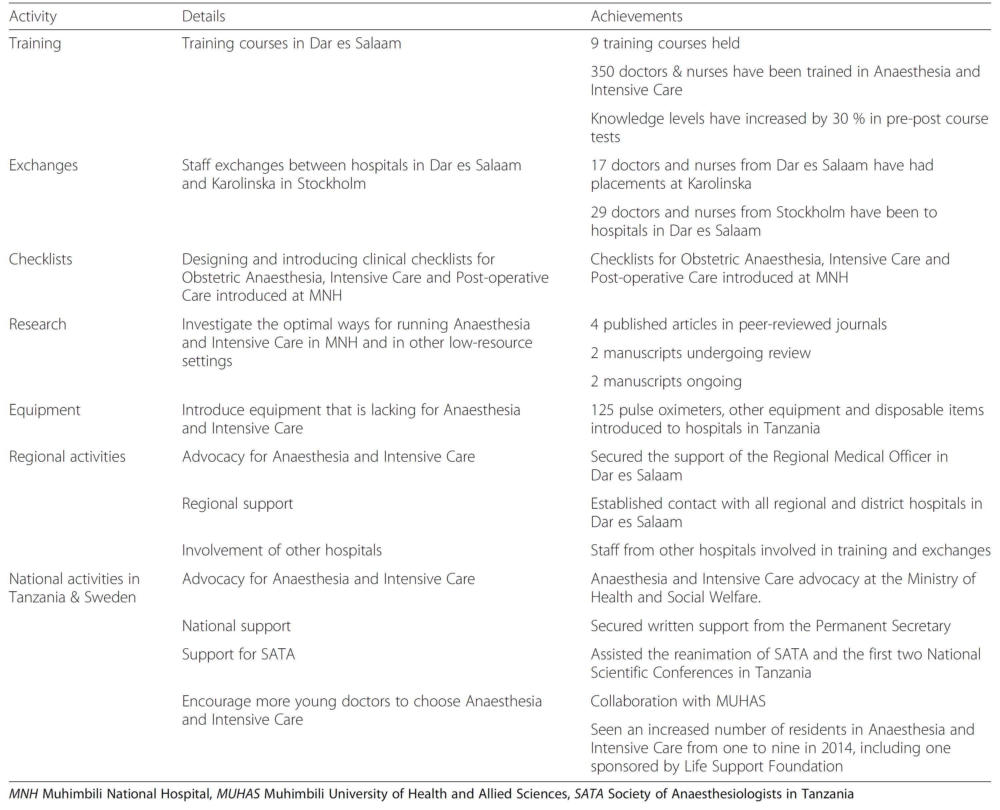 Activity Details Achievements
Training Training courses in Dar es Salaam 9 training courses held
350 doctors & nurses have been trained in Anaesthesia and
Intensive Care
Knowledge levels have increased by 30 % in pre-post course
tests
Exchanges Staff exchanges between hospitals in Dar es Salaam 17 doctors and nurses from Dar es Salaam have had
and Karolinska in Stockholm placements at Karolinska
29 doctors and nurses from Stockholm have been to
hospitals in Dar es Salaam
Checklists Designing and introducing clinical checklists for Checklists for Obstetric Anaesthesia, Intensive Care and
Obstetric Anaesthesia, Intensive Care and Post-operative Post-operative Care introduced at MNH
Care introduced at MNH
Research Investigate the optimal ways for running Anaesthesia 4 published articles in peer-reviewed journals
and Intensive Care in MNH and in other low-resource
2 manuscripts undergoing review
settings
2 manuscripts ongoing
Equipment Introduce equipment that is lacking for Anaesthesia 125 pulse oximeters, other equipment and disposable items
and Intensive Care introduced to hospitals in Tanzania
Regional activities Advocacy for Anaesthesia and Intensive Care Secured the support of the Regional Medical Officer in
Dar es Salaam
Regional support Established contact with all regional and district hospitals in
Dar es Salaam
Involvement of other hospitals Staff from other hospitals involved in training and exchanges
National activities in Advocacy for Anaesthesia and Intensive Care Anaesthesia and Intensive Care advocacy at the Ministry of
Tanzania & Sweden Health and Social Welfare.
National support Secured written support from the Permanent Secretary
Support for SATA Assisted the reanimation of SATA and the first two National
Scientific Conferences in Tanzania
Encourage more young doctors to choose Anaesthesia Collaboration with MUHAS
and Intensive Care
Seen an increased number of residents in Anaesthesia and
Intensive Care from one to nine in 2014, including one
sponsored by Life Support Foundation
MNH Muhimbili National Hospital, MUHAS Muhimbili University of Health and Allied Sciences, SATA Society of Anaesthesiologists in Tanzania